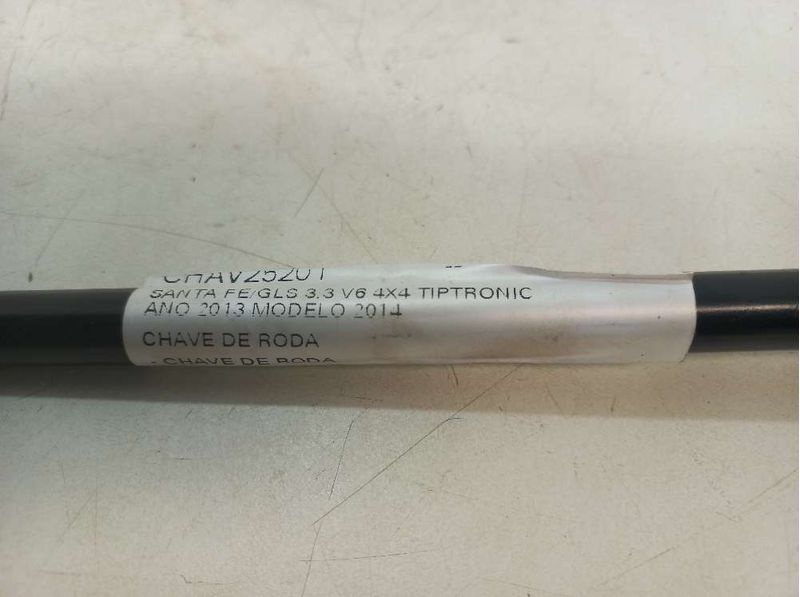 CHAV25201
SANTA FE/GLS 3.3 V6 4X4 TIPTRONIC
ANO 2013 MODELO 2014
CHAVE DE RODA
- CHAVE DE RODA